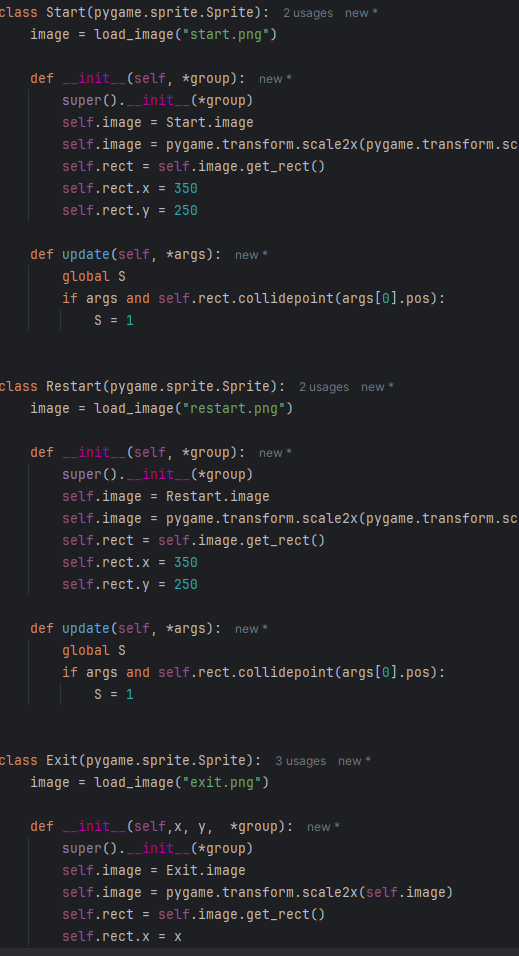 class Start(pygame.sprite.Sprite): 2 usages new *
    image = load_image("start.png")

    def __init__(self, *group): new *
        super().__init__(*group)
        self.image = Start.image
        self.image = pygame.transform.scale2x(pygame.transform.sc
        self.rect = self.image.get_rect()
        self.rect.x = 350
        self.rect.y = 250

    def update(self, *args): new *
        global S
        if args and self.rect.collidepoint(args[0].pos):
            S = 1


class Restart(pygame.sprite.Sprite): 2 usages new *
    image = load_image("restart.png")

    def __init__(self, *group): new *
        super().__init__(*group)
        self.image = Restart.image
        self.image = pygame.transform.scale2x(pygame.transform.sc
        self.rect = self.image.get_rect()
        self.rect.x = 350
        self.rect.y = 250

    def update(self, *args): new *
        global S
        if args and self.rect.collidepoint(args[0].pos):
            S = 1


class Exit(pygame.sprite.Sprite): 3 usages new *
    image = load_image("exit.png")

    def __init__(self,x, y,  *group): new *
        super().__init__(*group)
        self.image = Exit.image
        self.image = pygame.transform.scale2x(self.image)
        self.rect = self.image.get_rect()
        self.rect.x = x